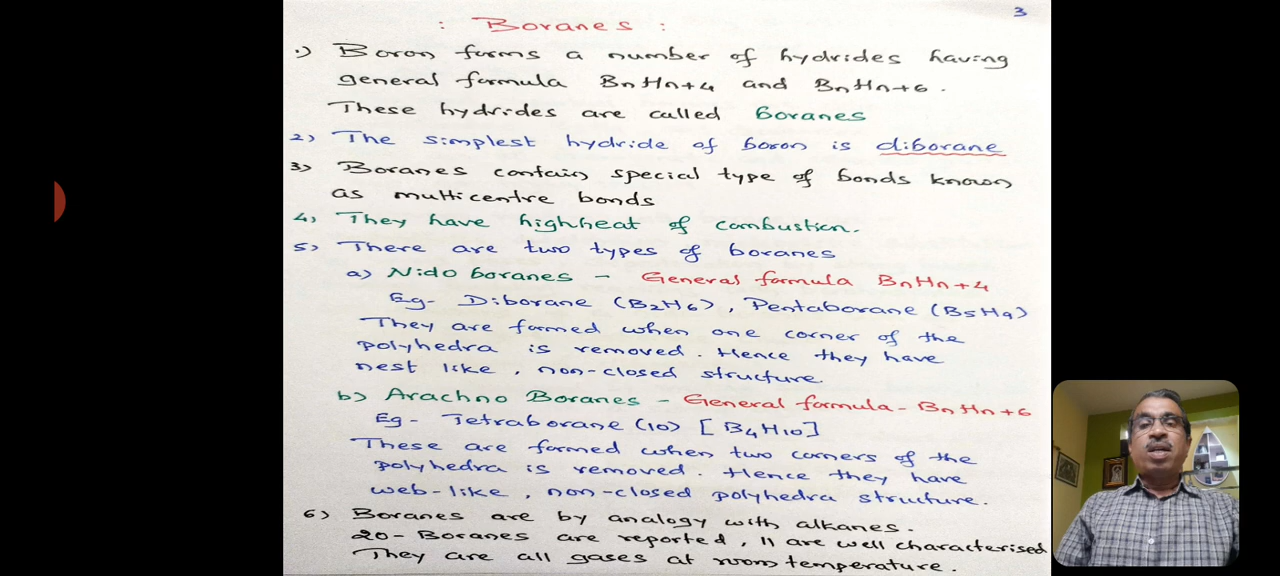 3
: Boranes :
1) Boron forms a number of hydrides having
general formula BnHn+4 and BnHn+6.
These hydrides are called boranes
2) The simplest hydride of boron is diborane
3) Boranes contain special type of bonds known
as multicentre bonds
4) They have high heat of combustion.
5) There are two types of boranes
a) Nido boranes - General formula BnHn+4
Eg- Diborane (B2H6), Pentaborane (B5H9)
They are formed when one corner of the
polyhedra is removed. Hence they have
nest like, non-closed structure.
b) Arachno Boranes - General formula - BnHn+6
Eg- Tetraborane (10) [B4H10]
These are formed when two corners of the
polyhedra is removed. Hence they have
web-like, non-closed polyhedra structure.
6) Boranes are by analogy with alkanes.
20- Boranes are reported, 11 are well characterised
They are all gases at room temperature.